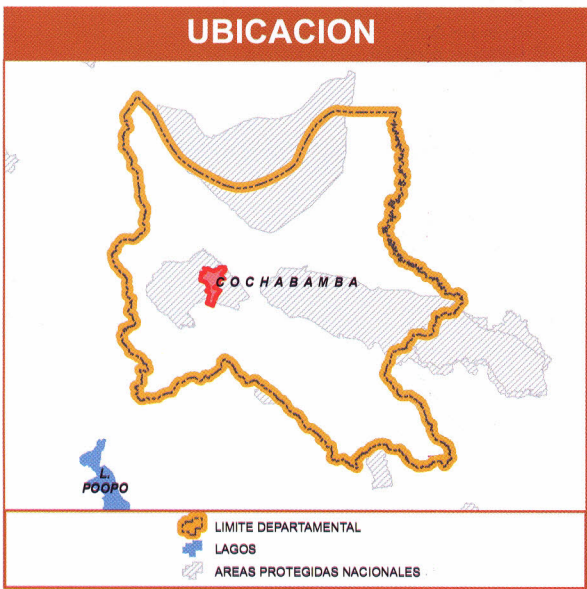 UBICACION
COCHABAMBA
L.
POOPO
LIMITE DEPARTAMENTAL
LAGOS
AREAS PROTEGIDAS NACIONALES